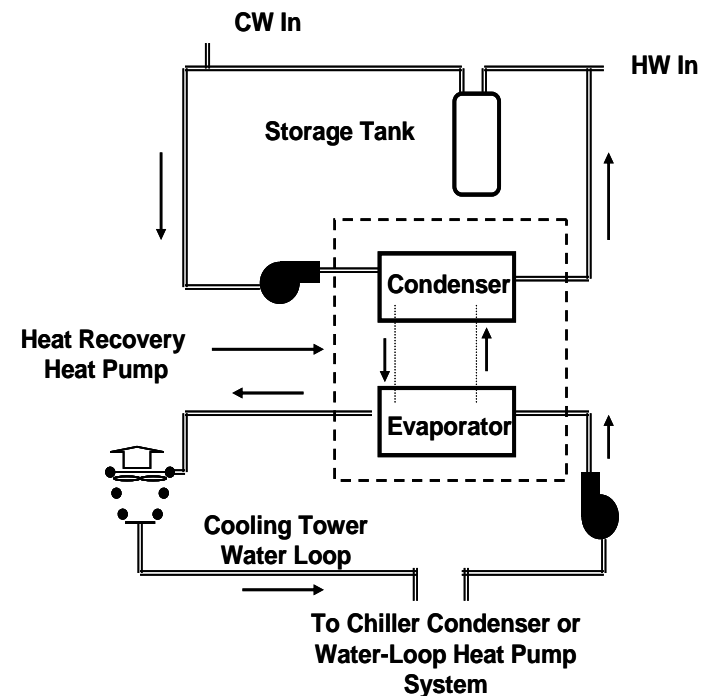 CW In
HW In
Storage Tank
Condenser
Heat Recovery
Heat Pump
Evaporator
Cooling Tower
Water Loop
To Chiller Condenser or
Water-Loop Heat Pump
System